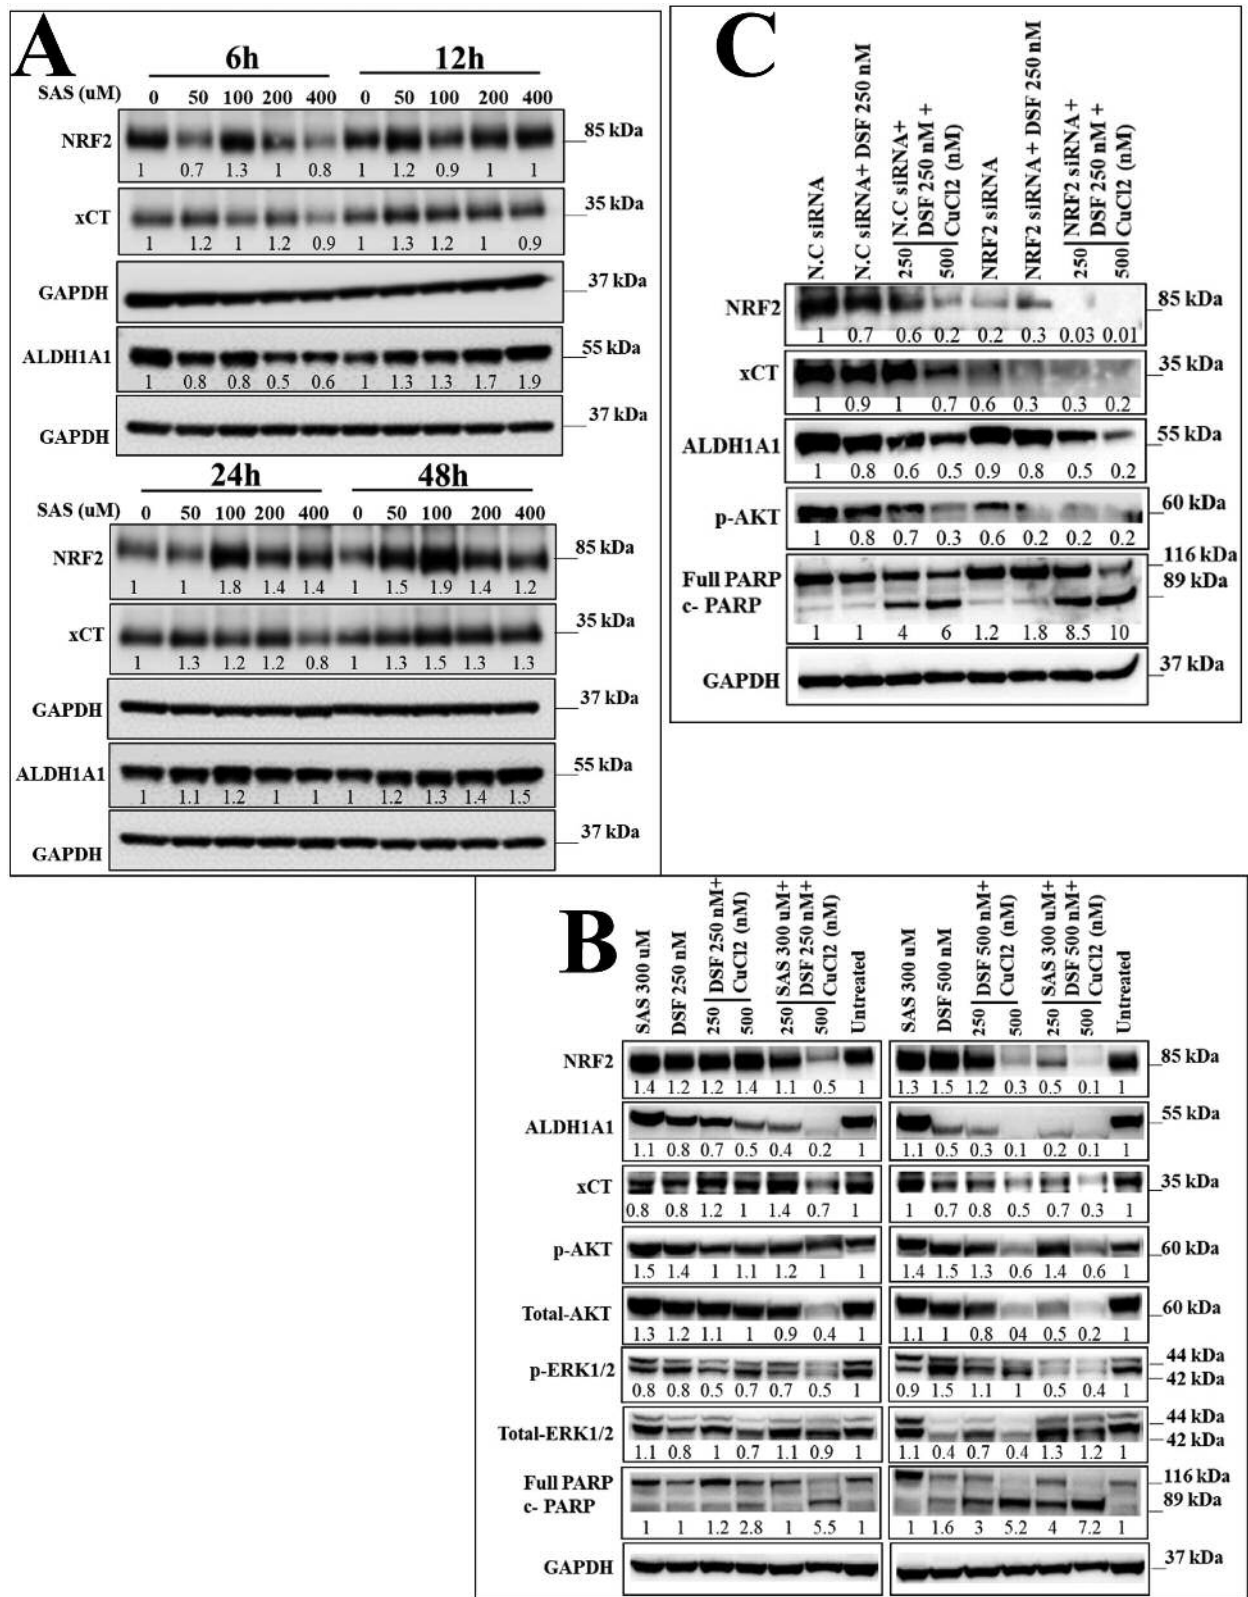 A
6h 12h
SAS (uM) 0 50 100 200 400 0 50 100 200 400
NRF2 85 kDa
1 0.7 1.3 1 0.8 1 1.2 0.9 1 1
xCT 35 kDa
1 1.2 1 1.2 0.9 1 1.3 1.2 1 0.9
GAPDH 37 kDa
ALDH1A1 55 kDa
1 0.8 0.8 0.5 0.6 1 1.3 1.3 1.7 1.9
GAPDH 37 kDa
24h 48h
SAS (uM) 0 50 100 200 400 0 50 100 200 400
NRF2 85 kDa
1 1 1.8 1.4 1.4 1 1.5 1.9 1.4 1.2
xCT 35 kDa
1 1.3 1.2 1.2 0.8 1 1.3 1.5 1.3 1.3
GAPDH 37 kDa
ALDH1A1 55 kDa
1 1.1 1.2 1 1 1 1.2 1.3 1.4 1.5
GAPDH 37 kDa
C
N.C siRNA
N.C siRNA+ DSF 250 nM
N.C siRNA+
DSF 250 nM +
CuCl2 (nM)
250
500
NRF2 siRNA
NRF2 siRNA+ DSF 250 nM
NRF2 siRNA +
DSF 250 nM +
CuCl2 (nM)
250
500
NRF2 85 kDa
1 0.7 0.6 0.2 0.2 0.3 0.03 0.01
xCT 35 kDa
1 0.9 1 0.7 0.6 0.3 0.3 0.2
ALDH1A1 55 kDa
1 0.8 0.6 0.5 0.9 0.8 0.5 0.2
p-AKT 60 kDa
1 0.8 0.7 0.3 0.6 0.2 0.2 0.2
Full PARP 116 kDa
c- PARP 89 kDa
1 1 4 6 1.2 1.8 8.5 10
GAPDH 37 kDa
B
SAS 300 uM
DSF 250 nM
DSF 250 nM+
CuCl2 (nM)
250
500
SAS 300 uM+
DSF 250 nM+
CuCl2 (nM)
250
500
Untreated
SAS 300 uM
DSF 500 nM
DSF 500 nM+
CuCl2 (nM)
250
500
SAS 300 uM+
DSF 500 nM+
CuCl2 (nM)
250
500
Untreated
NRF2 85 kDa
1.4 1.2 1.2 1.4 1.1 0.5 1 1.3 1.5 1.2 0.3 0.5 0.1 1
ALDH1A1 55 kDa
1.1 0.8 0.7 0.5 0.4 0.2 1 1.1 0.5 0.3 0.1 0.2 0.1 1
xCT 35 kDa
0.8 0.8 1.2 1 1.4 0.7 1 1 0.7 0.8 0.5 0.7 0.3 1
p-AKT 60 kDa
1.5 1.4 1 1.1 1.2 1 1 1.4 1.5 1.3 0.6 1.4 0.6 1
Total-AKT 60 kDa
1.3 1.2 1.1 1 0.9 0.4 1 1.1 1 0.8 04 0.5 0.2 1
p-ERK1/2 44 kDa
42 kDa
0.8 0.8 0.5 0.7 0.7 0.5 1 0.9 1.5 1.1 1 0.5 0.4 1
Total-ERK1/2 44 kDa
42 kDa
1.1 0.8 1 0.7 1.1 0.9 1 1.1 0.4 0.7 0.4 1.3 1.2 1
Full PARP 116 kDa
c- PARP 89 kDa
1 1 1.2 2.8 1 5.5 1 1 1.6 3 5.2 4 7.2 1
GAPDH 37 kDa